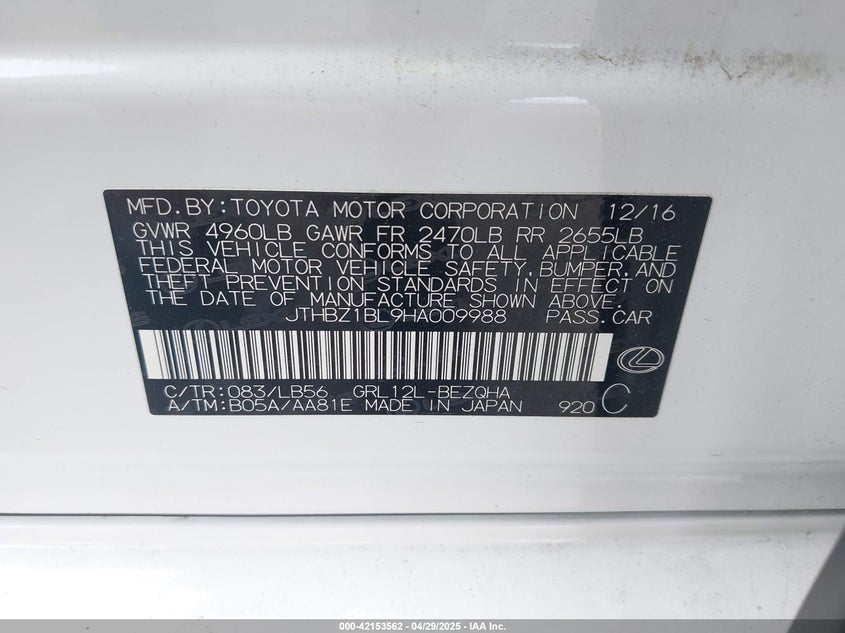 MFD.BY:TOYOTA MOTOR CORPORATION 12/16
GVWR 4960LB GAWR FR 2470LB RR 2655LB
THIS VEHICLE CONFORMS TO ALL APPLICABLE
FEDERAL MOTOR VEHICLE SAFETY,BUMPER,AND
THEFT PREVENTION STANDARDS IN EFFECT ON
THE DATE OF MANUFACTURE SHOWN ABOVE.
JTHBZ1BL9HA009988 PASS.CAR
C/TR:083/LB56 GRL12L-BEZQHA
A/TM:B05A/AA81E MADE IN JAPAN 920 C
000-42153562 04/29/2025 - IAA Inc.